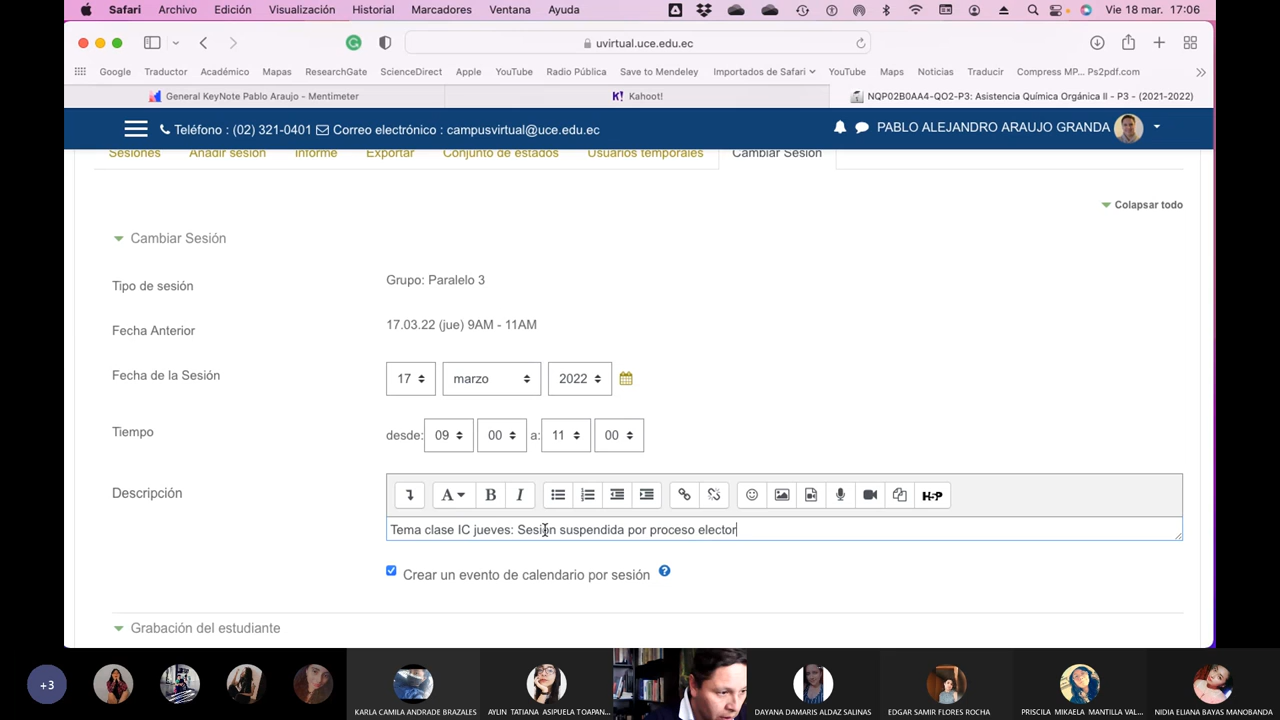 Safari Archivo Edición Visualización Historial Marcadores Ventana Ayuda Vie 18 mar. 17:06
uvirtual.uce.edu.ec
Google Traductor Académico Mapas ResearchGate ScienceDirect Apple YouTube Radio Pública Save to Mendeley Importados de Safari YouTube Maps Noticias Traducir Compress MP... Ps2pdf.com
General KeyNote Pablo Araujo - Mentimeter K! Kahoot! NQP02B0AA4-QO2-P3: Asistencia Química Orgánica II - P3 - (2021-2022)
Teléfono : (02) 321-0401 Correo electrónico : campusvirtual@uce.edu.ec PABLO ALEJANDRO ARAUJO GRANDA
Sesiones Añadir sesión Informe Exportar Conjunto de estados Usuarios temporales Cambiar Sesión
Colapsar todo
Cambiar Sesión
Tipo de sesión Grupo: Paralelo 3
Fecha Anterior 17.03.22 (jue) 9AM - 11AM
Fecha de la Sesión 17 marzo 2022
Tiempo desde: 09 00 a: 11 00
Descripción A B I H-P
Tema clase IC jueves: Sesión suspendida por proceso elector
Crear un evento de calendario por sesión ?
Grabación del estudiante
+3 KARLA CAMILA ANDRADE BRAZALES AYLIN TATIANA ASIPUELA TOAPAN... DAYANA DAMARIS ALDAZ SALINAS EDGAR SAMIR FLORES ROCHA PRISCILA MIKAELA MANTILLA VAL... NIDIA ELIANA BAYAS MANOBANDA